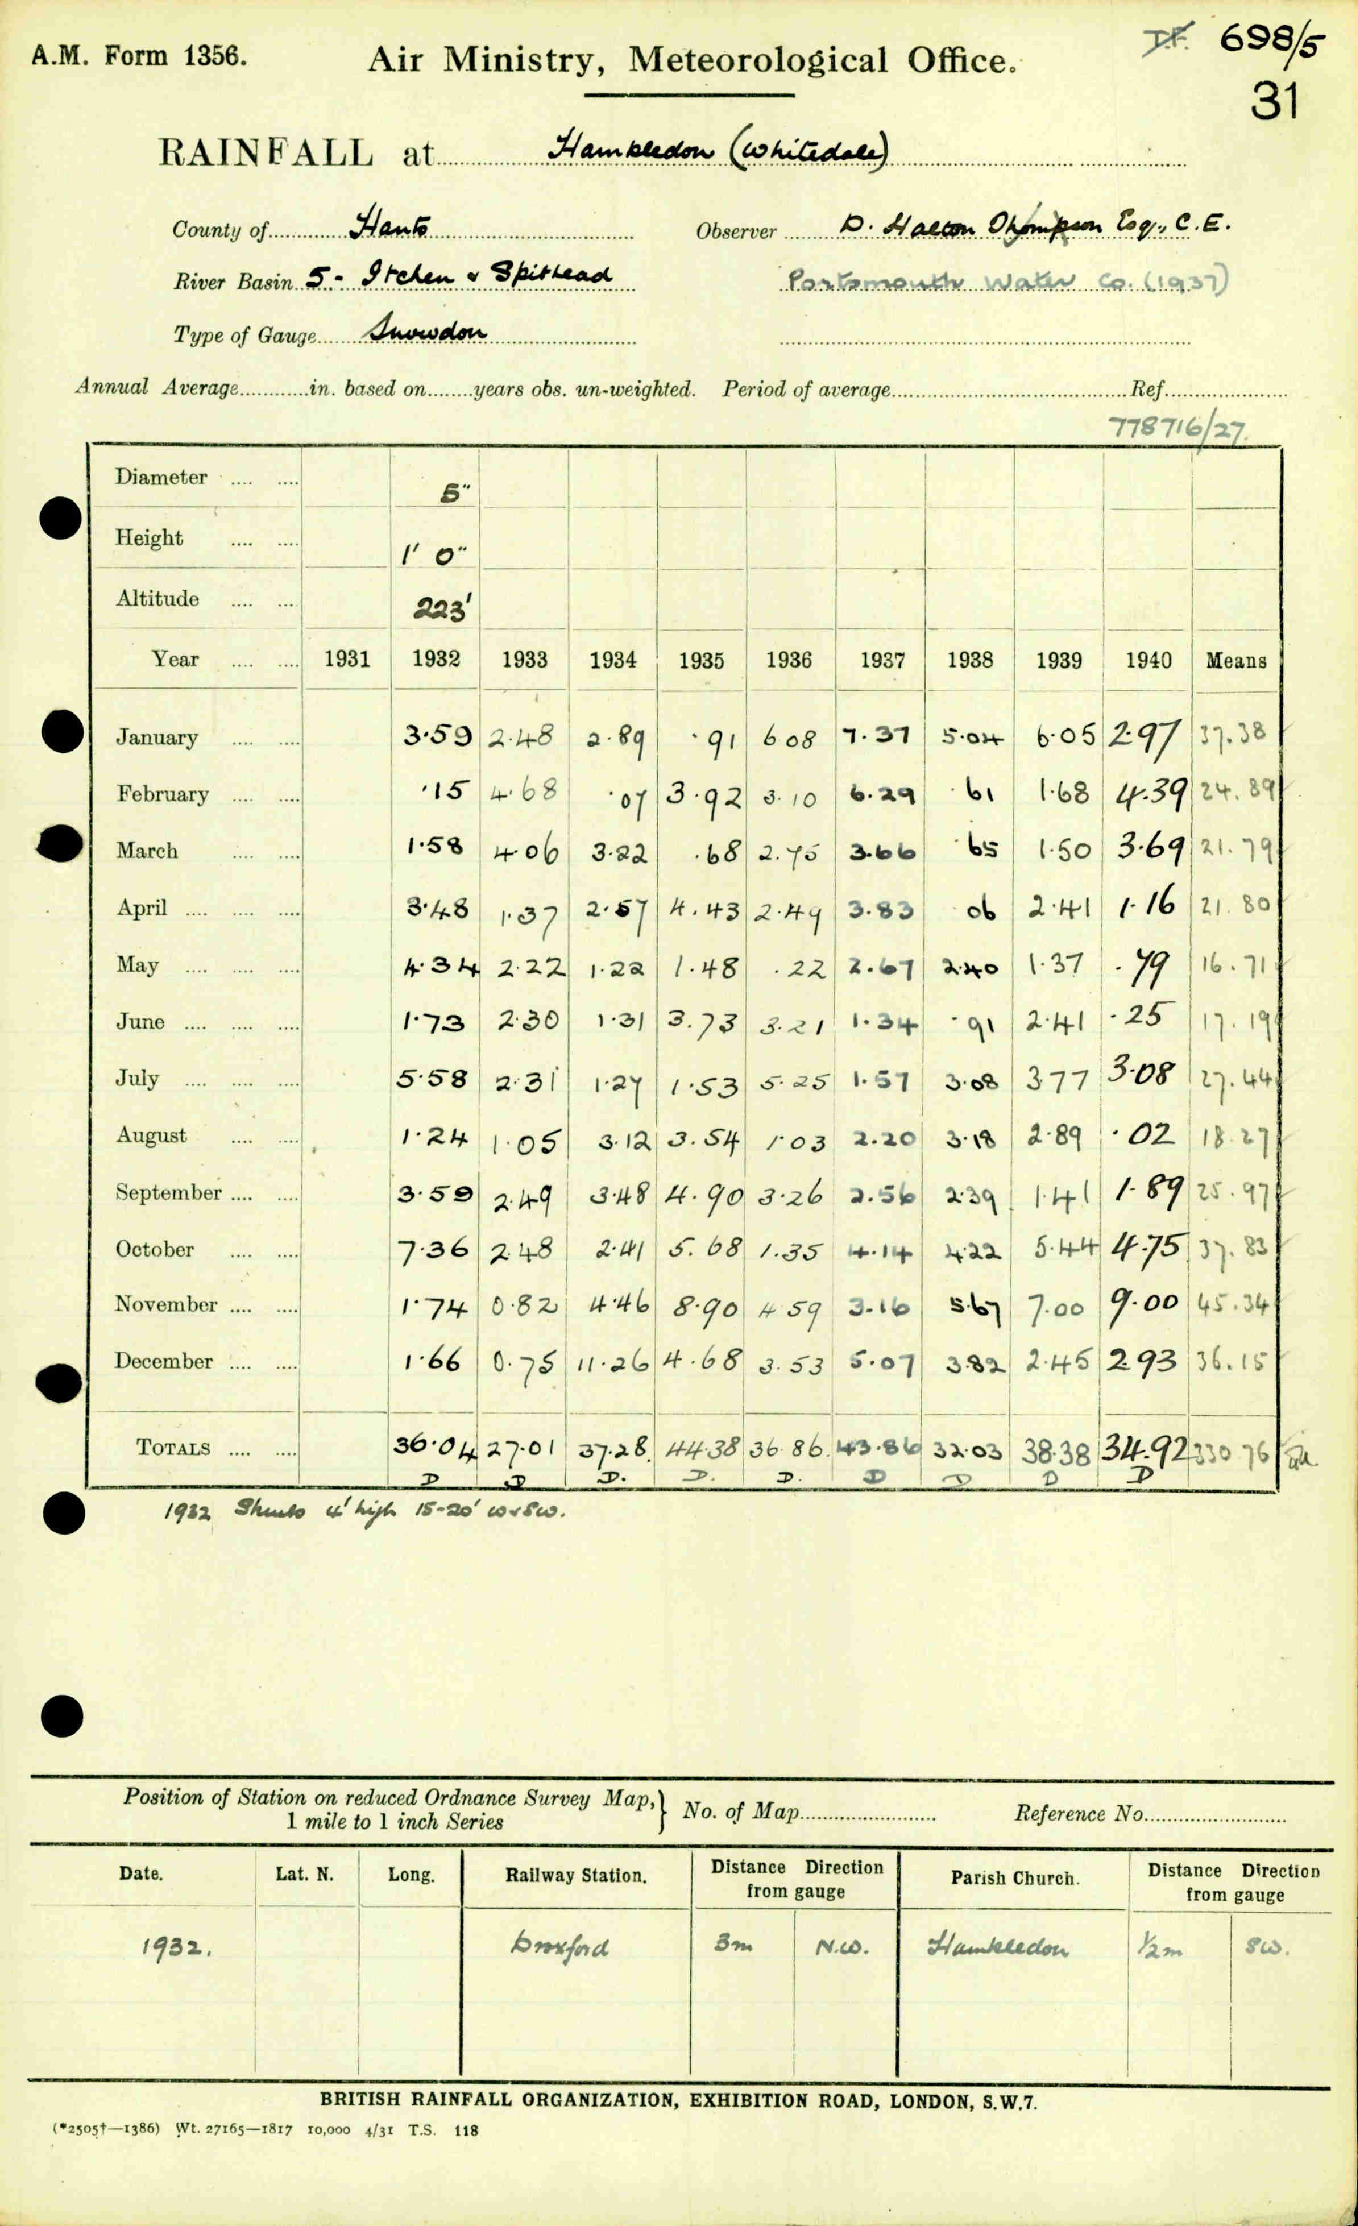 A.M. Form 1356.
Air Ministry, Meteorological Office.
D.F. 698/5
31
RAINFALL at Hambledon (Whitedale)
County of Hants
Observer D. Halton Thompson Esq., C.E.
River Basin 5 - Itchen & Spithead
Portsmouth Water Co. (1937)
Type of Gauge Snowdon
Annual Average in. based on years obs. un-weighted. Period of average Ref.
778716/27
Diameter 5"
Height 1' 0"
Altitude 223'
Year 1931 1932 1933 1934 1935 1936 1937 1938 1939 1940 Means
January 3.59 2.48 2.89 .91 6 08 7.37 5.04 6.05 2.97 37.38
February .15 4.68 .07 3.92 3.10 6.29 61 1.68 4.39 24.89
March 1.58 4.06 3.22 .68 2.75 3.66 65 1.50 3.69 21.79
April 3.48 1.37 2.57 4.43 2.49 3.83 06 2.41 1.16 21.80
May 4.34 2.22 1.22 1.48 .22 2.67 2.40 1.37 .79 16.71
June 1.73 2.30 1.31 3.73 3.21 1.34 .91 2.41 .25 17.19
July 5.58 2.31 1.27 1.53 5.25 1.57 3.08 3.77 3.08 27.44
August 1.24 1.05 3.12 3.54 1.03 2.20 3.18 2.89 .02 18.27
September 3.59 2.49 3.48 4.90 3.26 2.56 2.39 1.41 1.89 25.97
October 7.36 2.48 2.41 5.68 1.35 4.14 4.22 5.44 4.75 37.83
November 1.74 0.82 4.46 8.90 4 59 3.16 5.67 7.00 9.00 45.34
December 1.66 0.75 11.26 4.68 3.53 5.07 3.82 2.45 2.93 36.15
TOTALS 36.04 27.01 37.28 44.38 36 86 43.86 32.03 38.38 34.92 330 76
D D D. D. D. D D D D
1932 Shrubs 4' high 15-20' W & SW.
Position of Station on reduced Ordnance Survey Map,} No. of Map Reference No.
1 mile to 1 inch Series
Date. Lat. N. Long. Railway Station. Distance Direction from gauge Parish Church. Distance Direction from gauge
1932. Droxford 3m N.W. Hambledon 1/2m SW.
BRITISH RAINFALL ORGANIZATION, EXHIBITION ROAD, LONDON, S.W.7.
(*2505†—1386) Wt. 27165—1817 10,000 4/31 T.S. 118